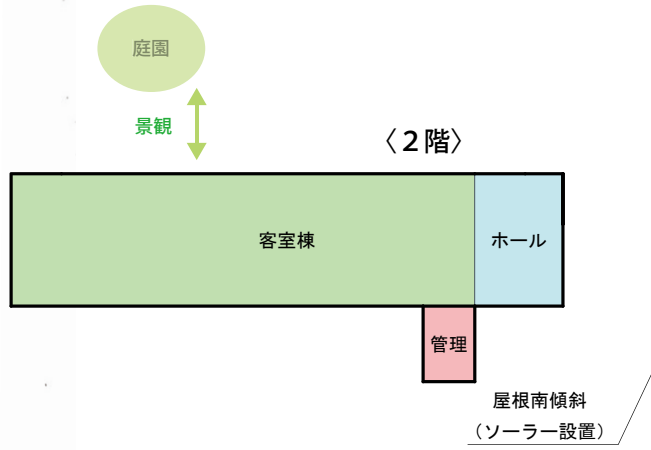 庭園
景観
〈２階〉
客室棟
ホール
管理
屋根南傾斜
（ソーラー設置）